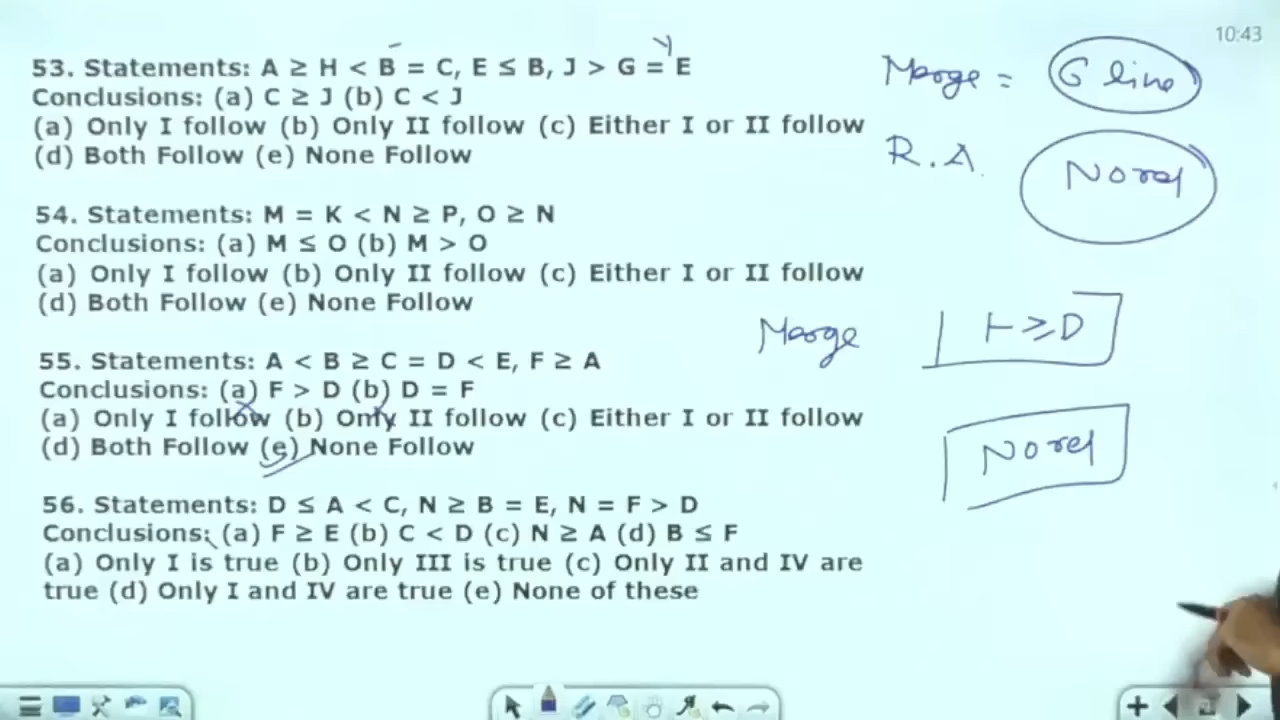 10:43
53. Statements: A ≥ H < B = C, E ≤ B, J > G = E
Conclusions: (a) C ≥ J (b) C < J
(a) Only I follow (b) Only II follow (c) Either I or II follow
(d) Both Follow (e) None Follow
54. Statements: M = K < N ≥ P, O ≥ N
Conclusions: (a) M ≤ O (b) M > O
(a) Only I follow (b) Only II follow (c) Either I or II follow
(d) Both Follow (e) None Follow
55. Statements: A < B ≥ C = D < E, F ≥ A
Conclusions: (a) F > D (b) D = F
(a) Only I follow (b) Only II follow (c) Either I or II follow
(d) Both Follow (e) None Follow
56. Statements: D ≤ A < C, N ≥ B = E, N = F > D
Conclusions: (a) F ≥ E (b) C < D (c) N ≥ A (d) B ≤ F
(a) Only I is true (b) Only III is true (c) Only II and IV are
true (d) Only I and IV are true (e) None of these
Marge = line
R.A. No rel
Marge ≥ D
No rel